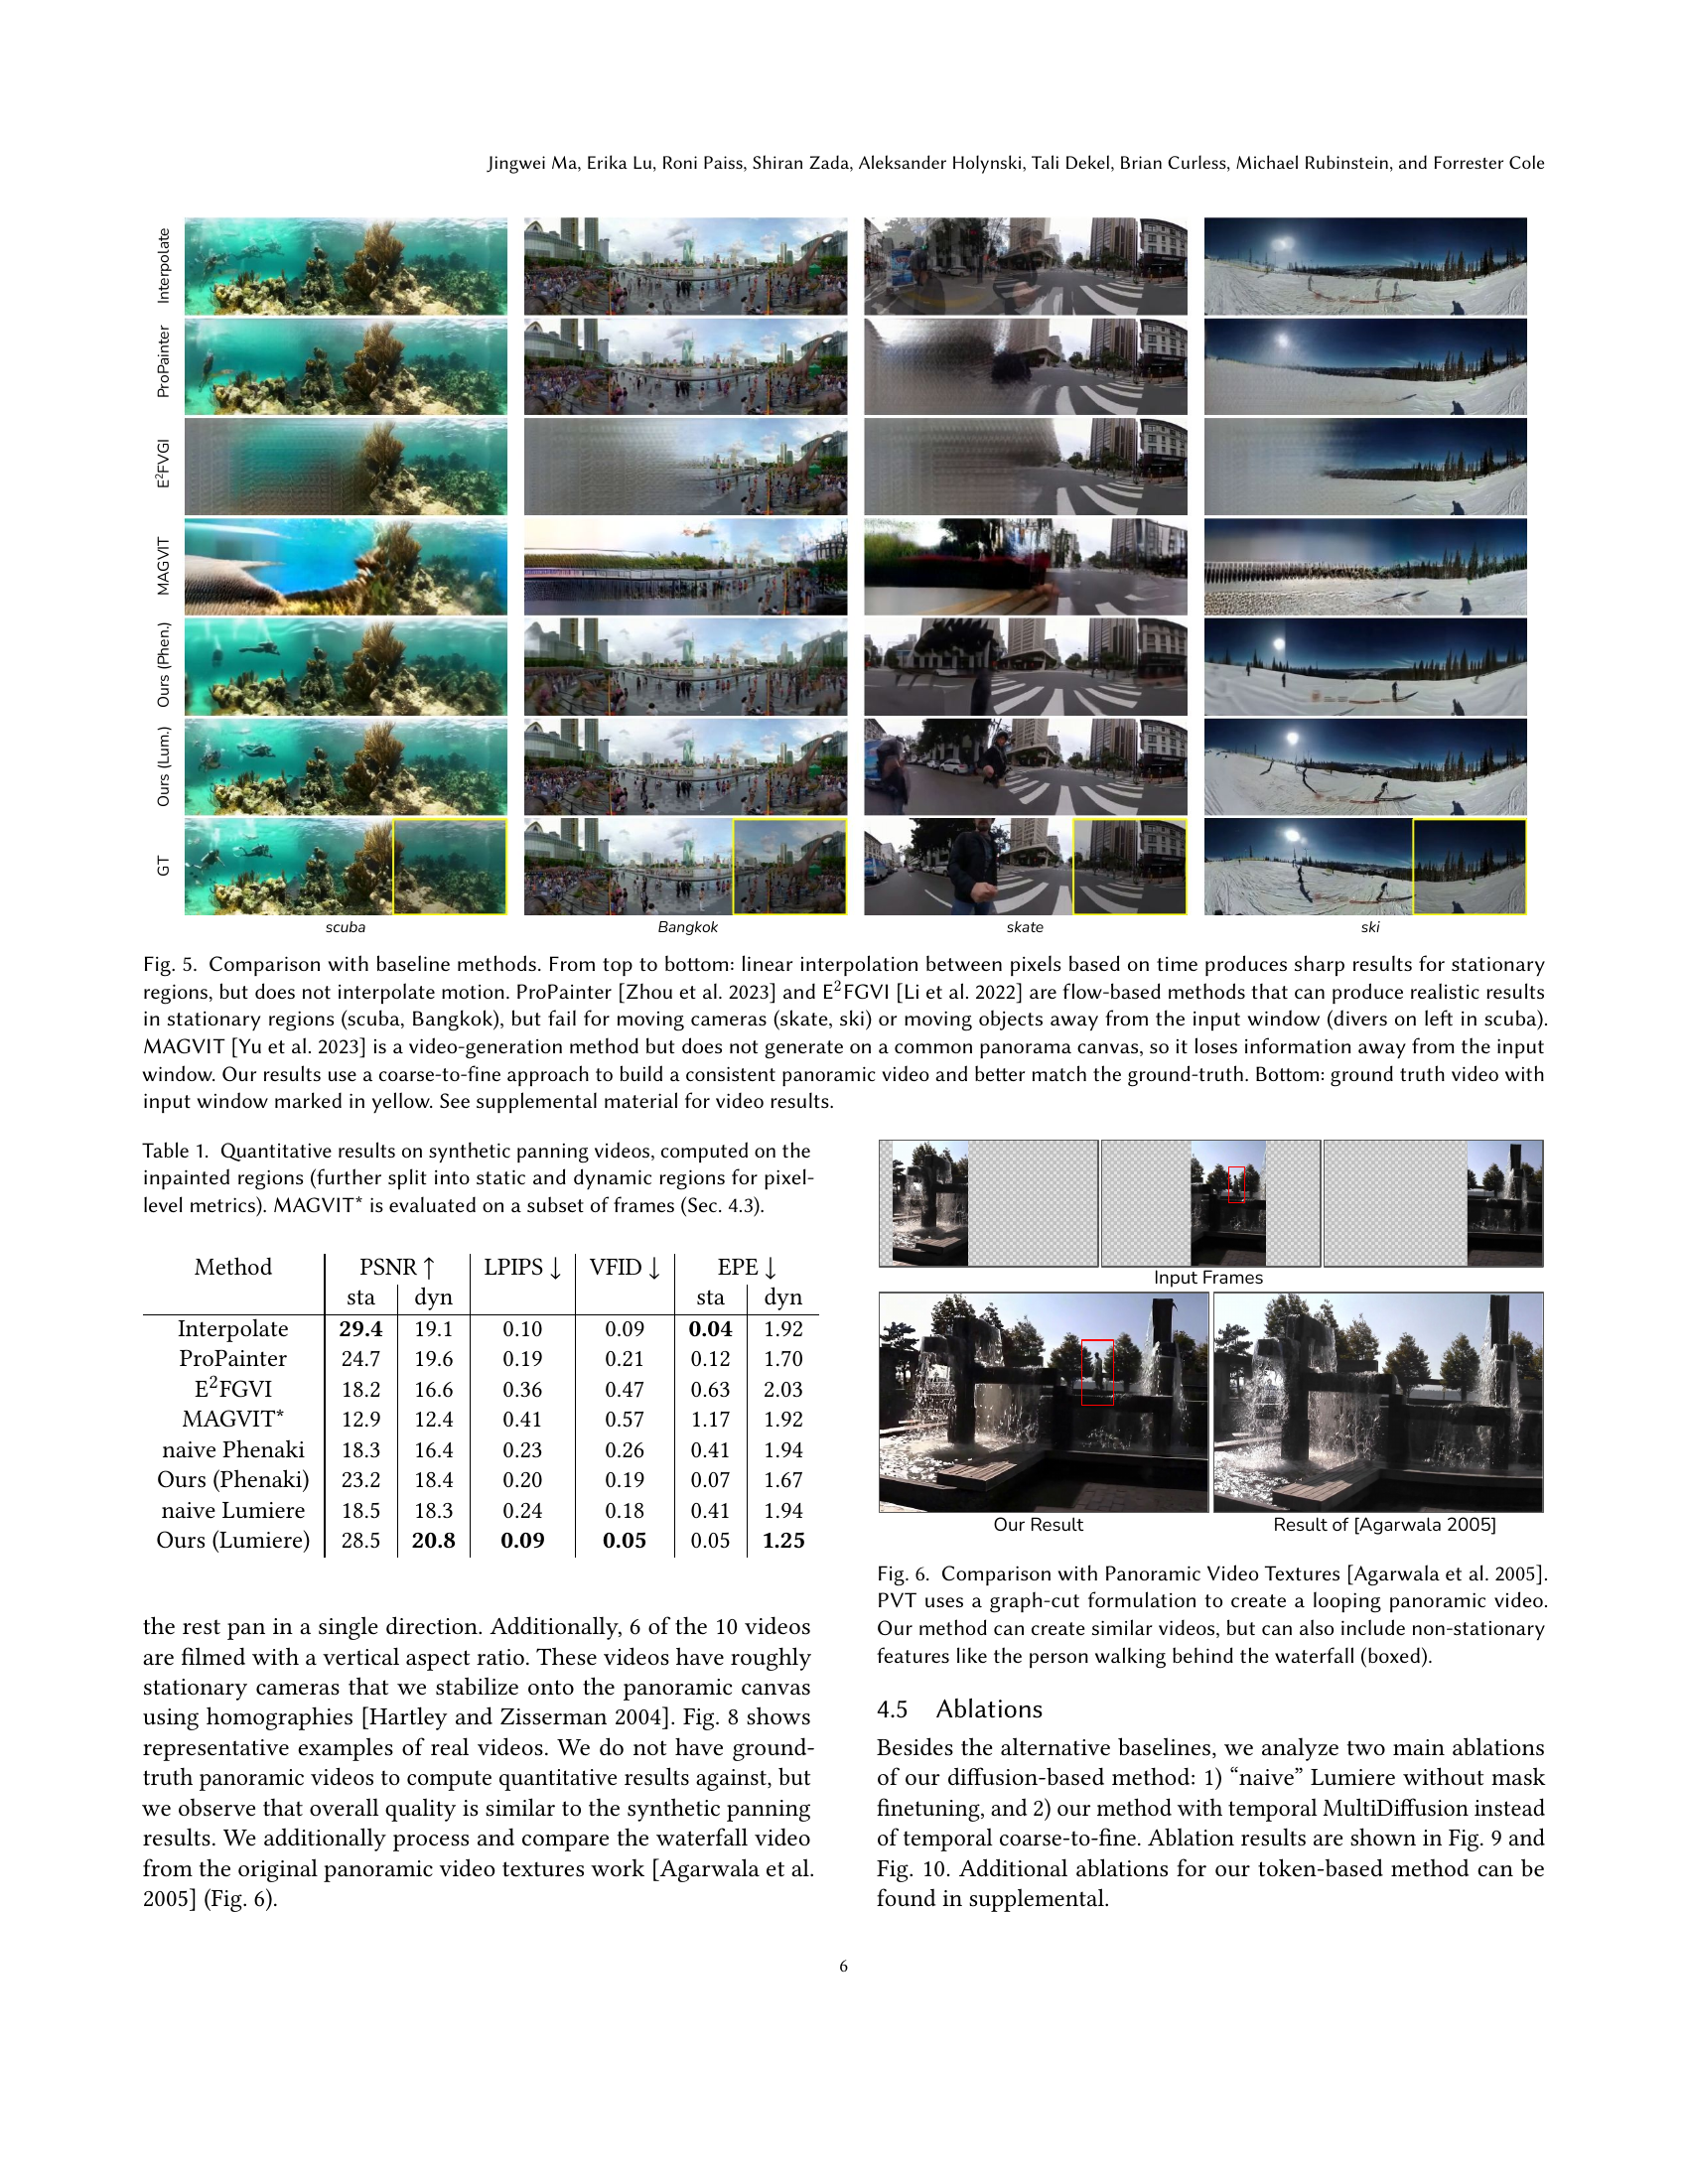 Jingwei Ma, Erika Lu, Roni Paiss, Shiran Zada, Aleksander Holynski, Tali Dekel, Brian Curless, Michael Rubinstein, and Forrester Cole
Interpolate
ProPainter
E²FVGI
MAGVIT
Ours (Phen.)
Ours (Lum.)
GT
scuba Bangkok skate ski
Fig. 5. Comparison with baseline methods. From top to bottom: linear interpolation between pixels based on time produces sharp results for stationary
regions, but does not interpolate motion. ProPainter [Zhou et al. 2023] and E²FGVI [Li et al. 2022] are flow-based methods that can produce realistic results
in stationary regions (scuba, Bangkok), but fail for moving cameras (skate, ski) or moving objects away from the input window (divers on left in scuba).
MAGVIT [Yu et al. 2023] is a video-generation method but does not generate on a common panorama canvas, so it loses information away from the input
window. Our results use a coarse-to-fine approach to build a consistent panoramic video and better match the ground-truth. Bottom: ground truth video with
input window marked in yellow. See supplemental material for video results.
Table 1. Quantitative results on synthetic panning videos, computed on the
inpainted regions (further split into static and dynamic regions for pixel-
level metrics). MAGVIT* is evaluated on a subset of frames (Sec. 4.3).
Method PSNR ↑ LPIPS ↓ VFID ↓ EPE ↓
sta dyn sta dyn
Interpolate 29.4 19.1 0.10 0.09 0.04 1.92
ProPainter 24.7 19.6 0.19 0.21 0.12 1.70
E²FGVI 18.2 16.6 0.36 0.47 0.63 2.03
MAGVIT* 12.9 12.4 0.41 0.57 1.17 1.92
naive Phenaki 18.3 16.4 0.23 0.26 0.41 1.94
Ours (Phenaki) 23.2 18.4 0.20 0.19 0.07 1.67
naive Lumiere 18.5 18.3 0.24 0.18 0.41 1.94
Ours (Lumiere) 28.5 20.8 0.09 0.05 0.05 1.25
the rest pan in a single direction. Additionally, 6 of the 10 videos
are filmed with a vertical aspect ratio. These videos have roughly
stationary cameras that we stabilize onto the panoramic canvas
using homographies [Hartley and Zisserman 2004]. Fig. 8 shows
representative examples of real videos. We do not have ground-
truth panoramic videos to compute quantitative results against, but
we observe that overall quality is similar to the synthetic panning
results. We additionally process and compare the waterfall video
from the original panoramic video textures work [Agarwala et al.
2005] (Fig. 6).
Input Frames
Our Result Result of [Agarwala 2005]
Fig. 6. Comparison with Panoramic Video Textures [Agarwala et al. 2005].
PVT uses a graph-cut formulation to create a looping panoramic video.
Our method can create similar videos, but can also include non-stationary
features like the person walking behind the waterfall (boxed).
4.5 Ablations
Besides the alternative baselines, we analyze two main ablations
of our diffusion-based method: 1) “naive” Lumiere without mask
finetuning, and 2) our method with temporal MultiDiffusion instead
of temporal coarse-to-fine. Ablation results are shown in Fig. 9 and
Fig. 10. Additional ablations for our token-based method can be
found in supplemental.
6